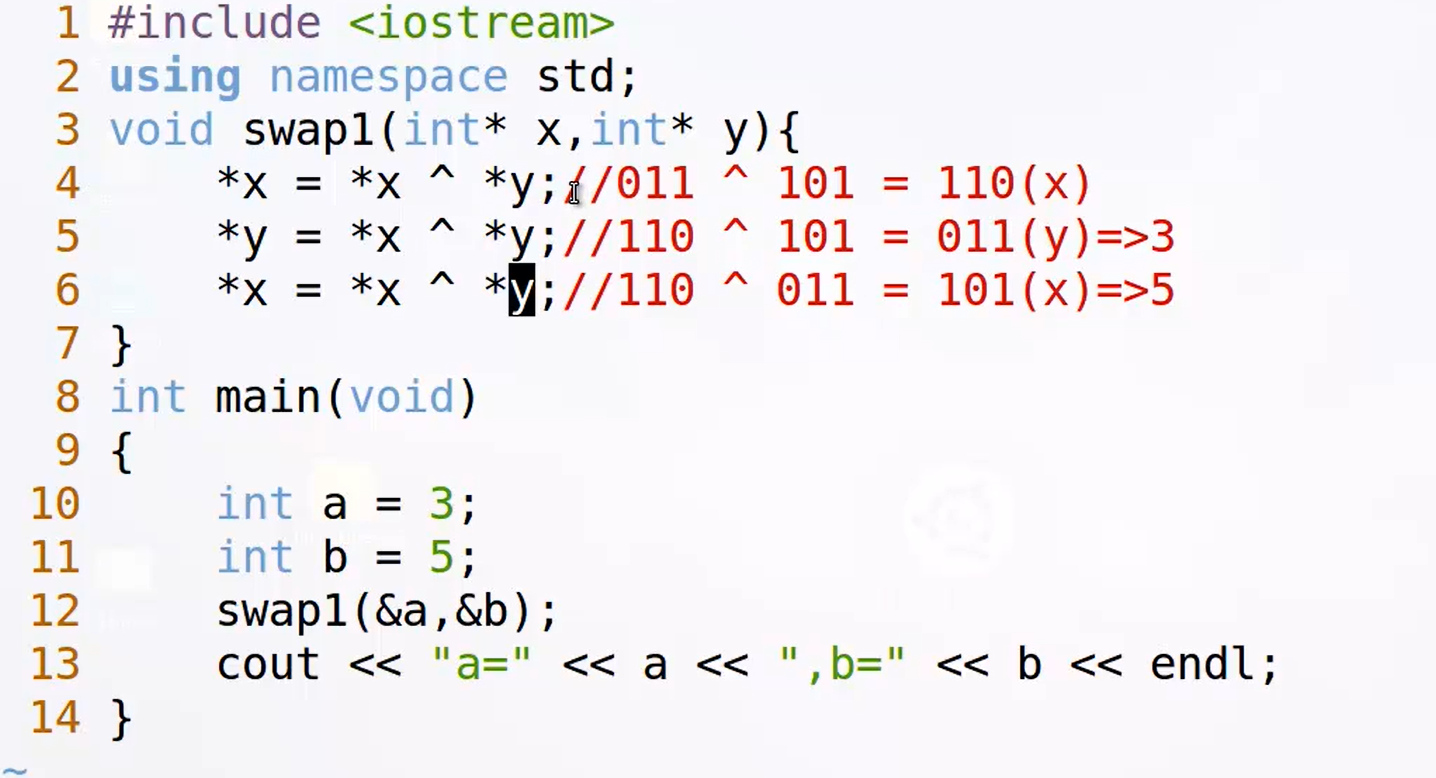 1 #include <iostream>
2 using namespace std;
3 void swap1(int* x,int* y){
4     *x = *x ^ *y;//011 ^ 101 = 110(x)
5     *y = *x ^ *y;//110 ^ 101 = 011(y)=>3
6     *x = *x ^ *y;//110 ^ 011 = 101(x)=>5
7 }
8 int main(void)
9 {
10     int a = 3;
11     int b = 5;
12     swap1(&a,&b);
13     cout << "a=" << a << ",b=" << b << endl;
14 }
~